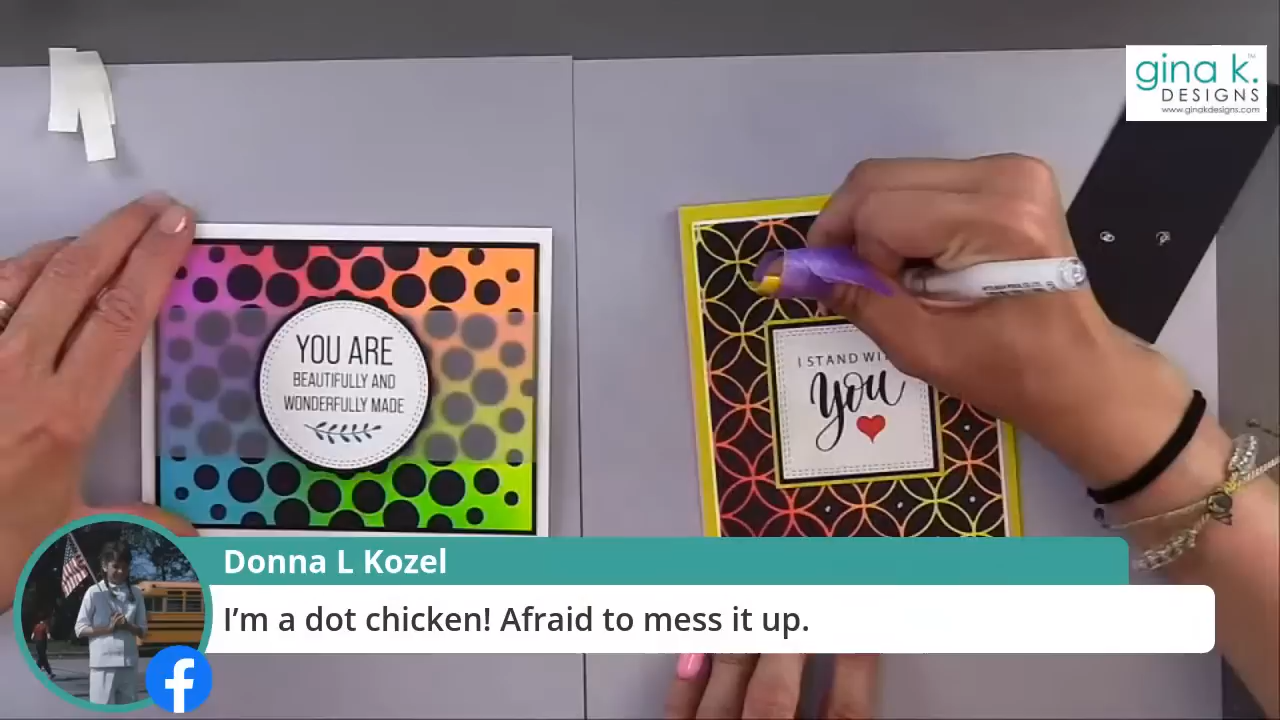 gina k.
DESIGNS
www.ginakdesigns.com
YOU ARE
BEAUTIFULLY AND
WONDERFULLY MADE
I STAND WI
you
Donna L Kozel
I'm a dot chicken! Afraid to mess it up.